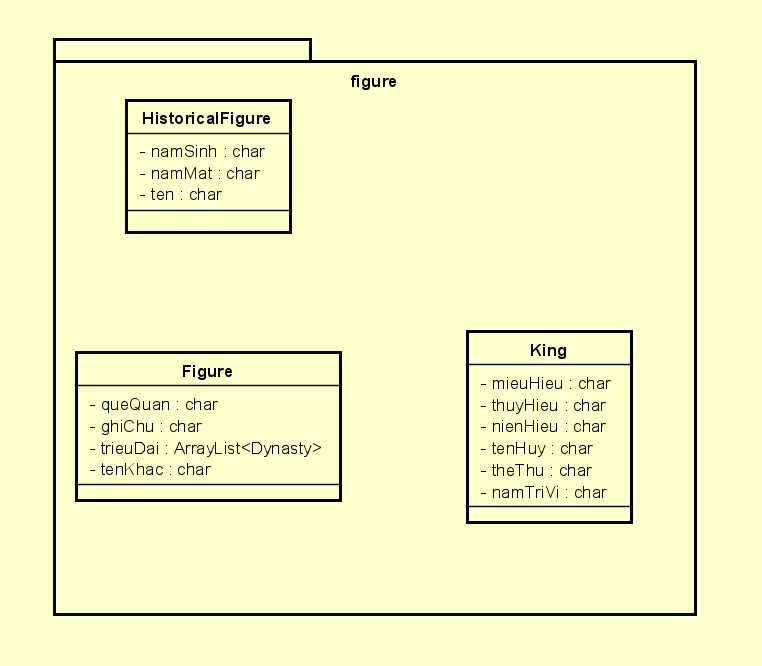 figure
HistoricalFigure
- namSinh : char
- namMat : char
- ten : char
Figure
- queQuan : char
- ghiChu : char
- trieuDai : ArrayList<Dynasty>
- tenKhac : char
King
- mieuHieu : char
- thuyHieu : char
- nienHieu : char
- tenHuy : char
- theThu : char
- namTriVi : char